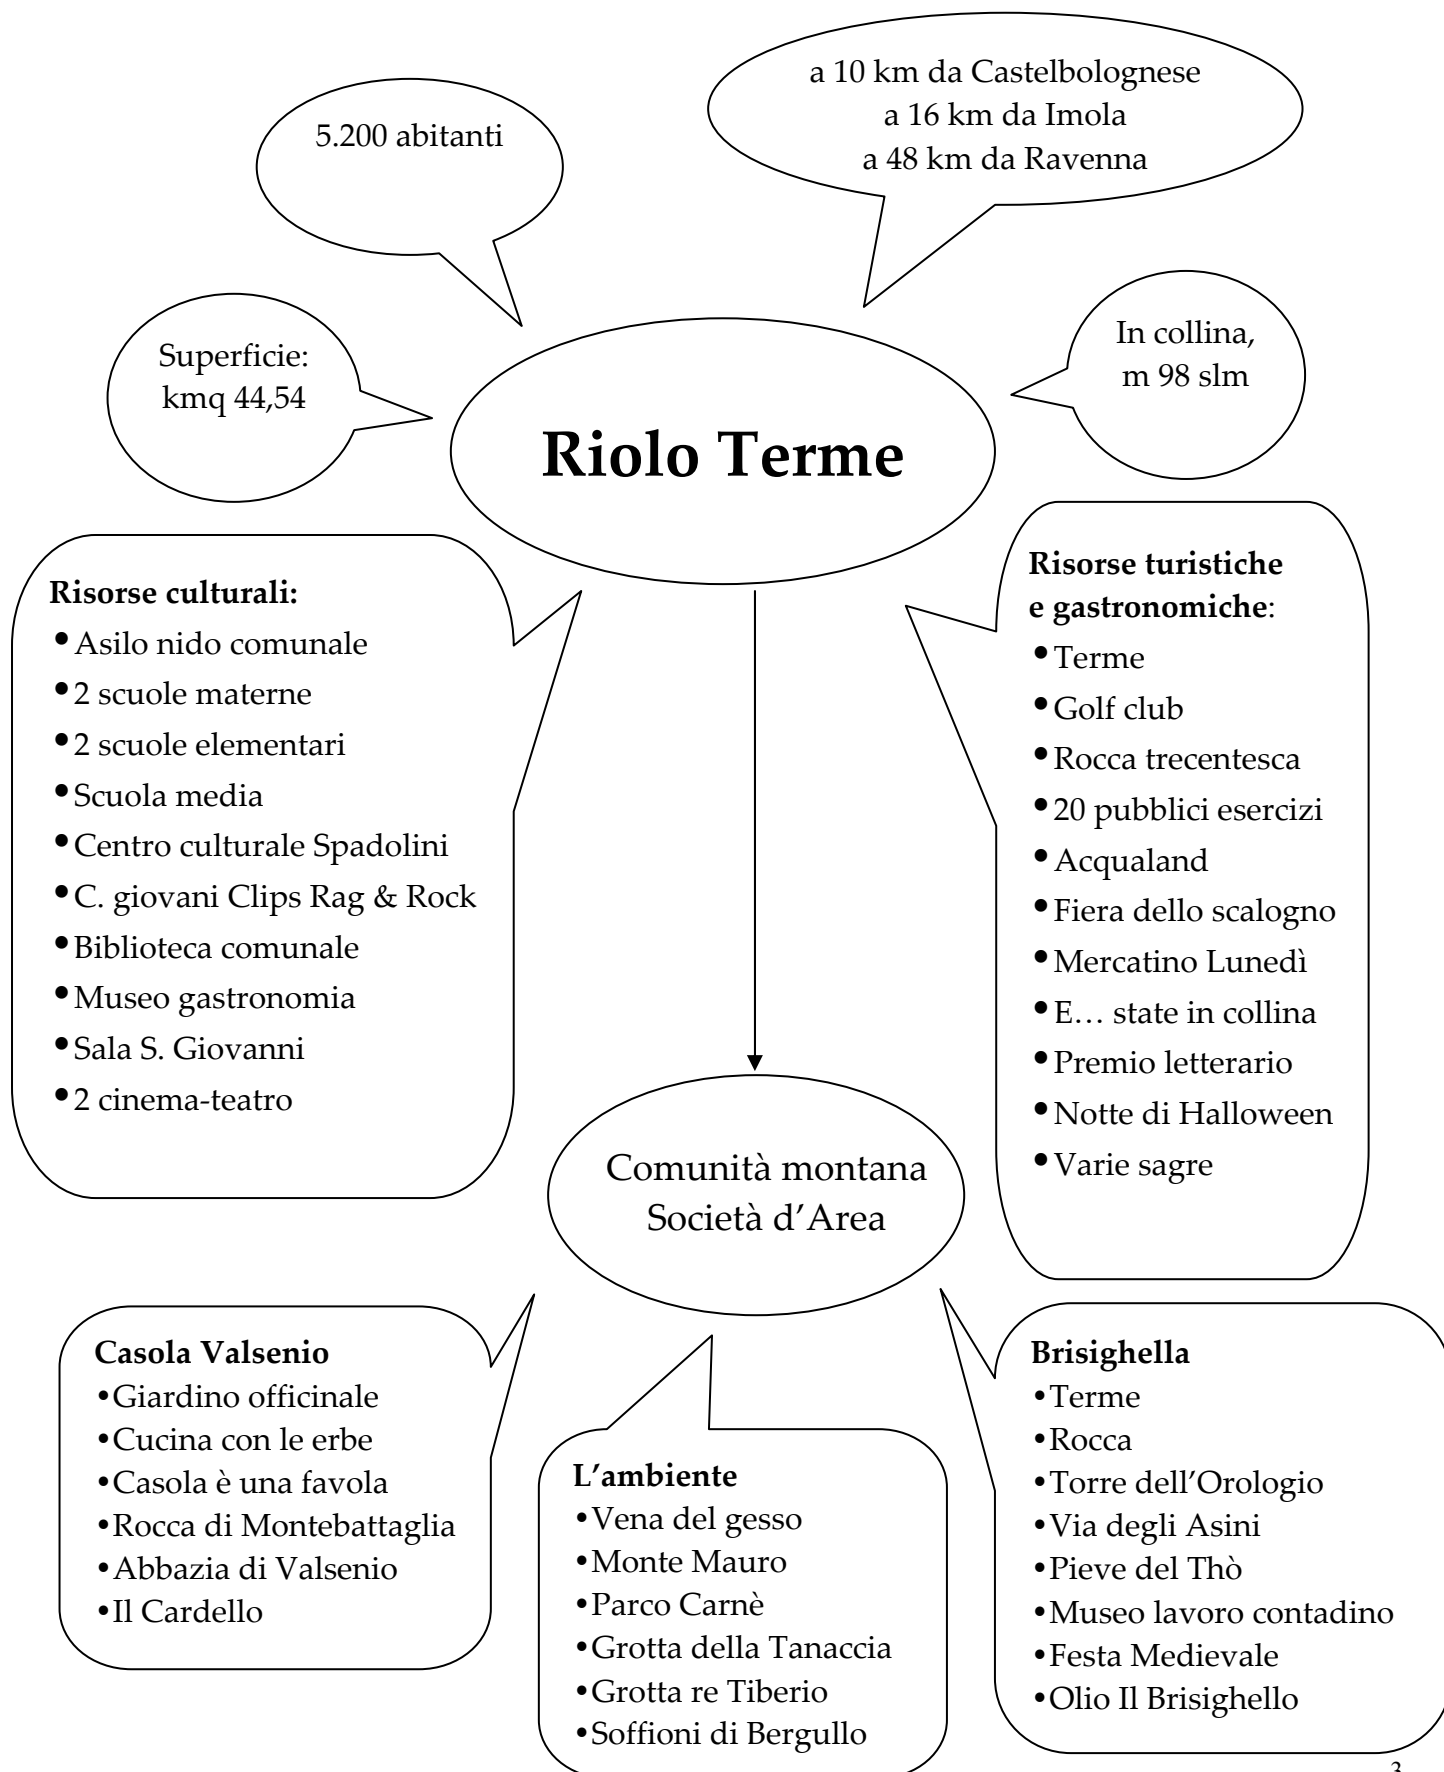 5.200 abitanti
a 10 km da Castelbolognese
a 16 km da Imola
a 48 km da Ravenna
Superficie:
kmq 44,54
In collina,
m 98 slm
Riolo Terme
Risorse culturali:
•Asilo nido comunale
•2 scuole materne
•2 scuole elementari
•Scuola media
•Centro culturale Spadolini
•C. giovani Clips Rag & Rock
•Biblioteca comunale
•Museo gastronomia
•Sala S. Giovanni
•2 cinema-teatro
Risorse turistiche
e gastronomiche:
•Terme
•Golf club
•Rocca trecentesca
•20 pubblici esercizi
•Acqualand
•Fiera dello scalogno
•Mercatino Lunedì
•E… state in collina
•Premio letterario
•Notte di Halloween
•Varie sagre
Comunità montana
Società d’Area
Casola Valsenio
•Giardino officinale
•Cucina con le erbe
•Casola è una favola
•Rocca di Montebattaglia
•Abbazia di Valsenio
•Il Cardello
L’ambiente
•Vena del gesso
•Monte Mauro
•Parco Carnè
•Grotta della Tanaccia
•Grotta re Tiberio
•Soffioni di Bergullo
Brisighella
•Terme
•Rocca
•Torre dell’Orologio
•Via degli Asini
•Pieve del Thò
•Museo lavoro contadino
•Festa Medievale
•Olio Il Brisighello
3